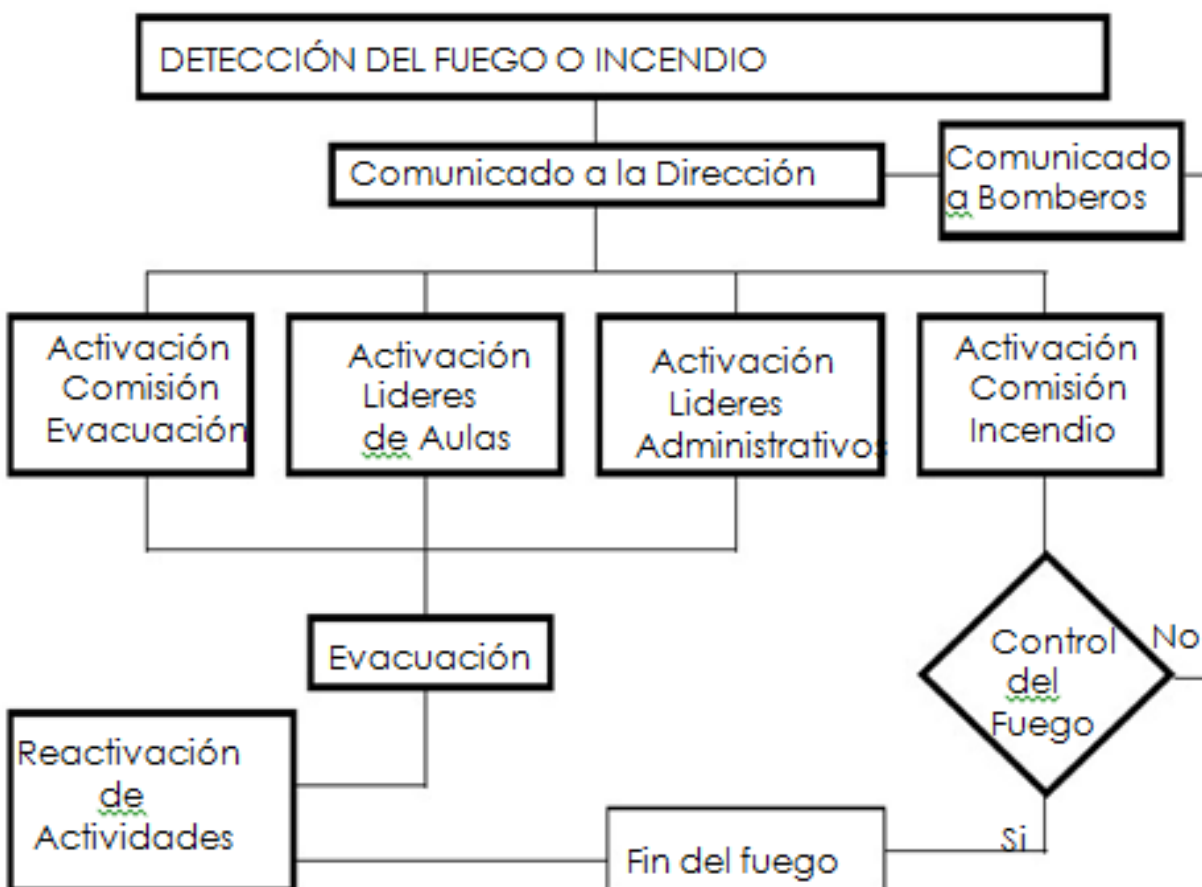 DETECCIÓN DEL FUEGO O INCENDIO
Comunicado a la Dirección
Comunicado
a Bomberos
Activación
Comisión
Evacuación
Activación
Lideres
de Aulas
Activación
Lideres
Administrativos
Activación
Comisión
Incendio
Evacuación
Control
del
Fuego
No
Reactivación
de
Actividades
Fin del fuego
Si